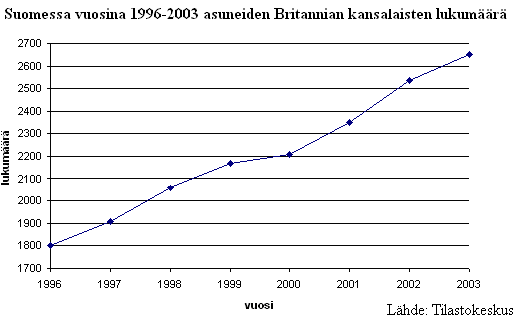 Suomessa vuosina 1996-2003 asuneiden Britannian kansalaisten lukumäärä
2700
2600
2500
2400
2300
2200
2100
2000
1900
1800
1700
lukumäärä
1996 1997 1998 1999 2000 2001 2002 2003
vuosi
Lähde: Tilastokeskus